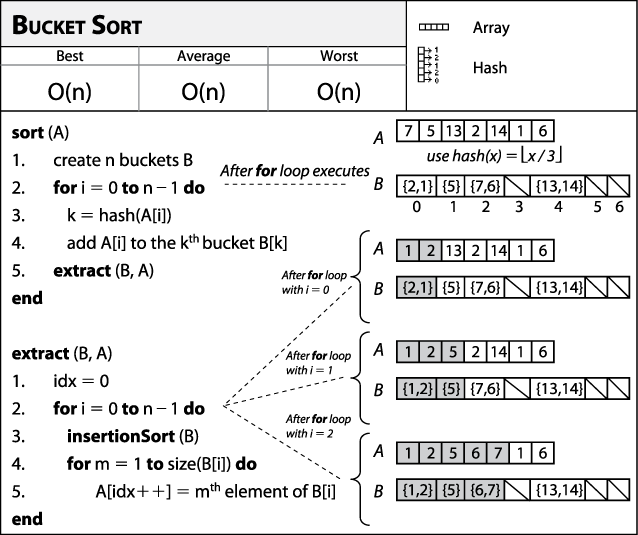 BUCKET SORT
Best Average Worst
O(n) O(n) O(n)
Array
1
2
1
2
0
Hash
sort (A)
1. create n buckets B
2. for i = 0 to n − 1 do
3. k = hash(A[i])
4. add A[i] to the kth bucket B[k]
5. extract (B, A)
end
extract (B, A)
1. idx = 0
2. for i = 0 to n − 1 do
3. insertionSort (B)
4. for m = 1 to size(B[i]) do
5. A[idx++] = mth element of B[i]
end
After for loop executes
A 7 5 13 2 14 1 6
use hash(x) = ⌊x / 3⌋
B {2,1} {5} {7,6} {13,14}
0 1 2 3 4 5 6
After for loop
with i = 0
A 1 2 13 2 14 1 6
B {2,1} {5} {7,6} {13,14}
After for loop
with i = 1
A 1 2 5 2 14 1 6
B {1,2} {5} {7,6} {13,14}
After for loop
with i = 2
A 1 2 5 6 7 1 6
B {1,2} {5} {6,7} {13,14}